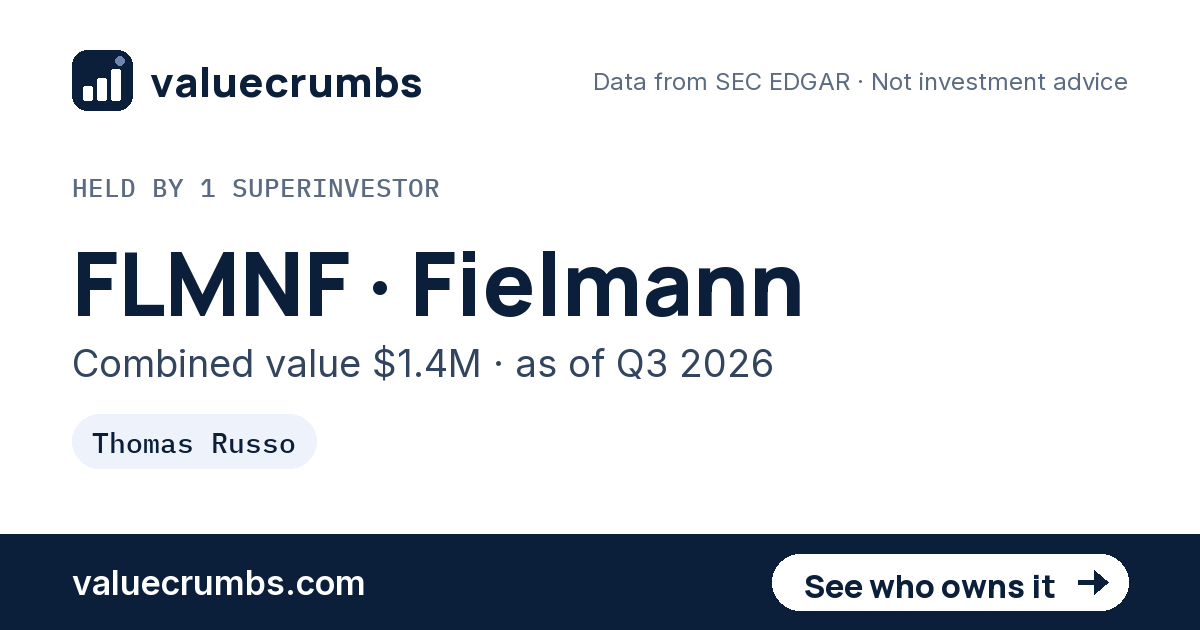 valuecrumbs
Data from SEC EDGAR · Not investment advice
HELD BY 1 SUPERINVESTOR
FLMNF · Fielmann
Combined value $1.4M · as of Q3 2026
Thomas Russo
valuecrumbs.com
See who owns it →